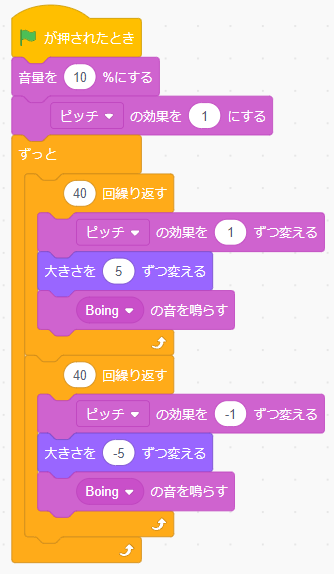 が押されたとき
音量を 10 %にする
ピッチ の効果を 1 にする
ずっと
40 回繰り返す
ピッチ の効果を 1 ずつ変える
大きさを 5 ずつ変える
Boing の音を鳴らす
40 回繰り返す
ピッチ の効果を -1 ずつ変える
大きさを -5 ずつ変える
Boing の音を鳴らす